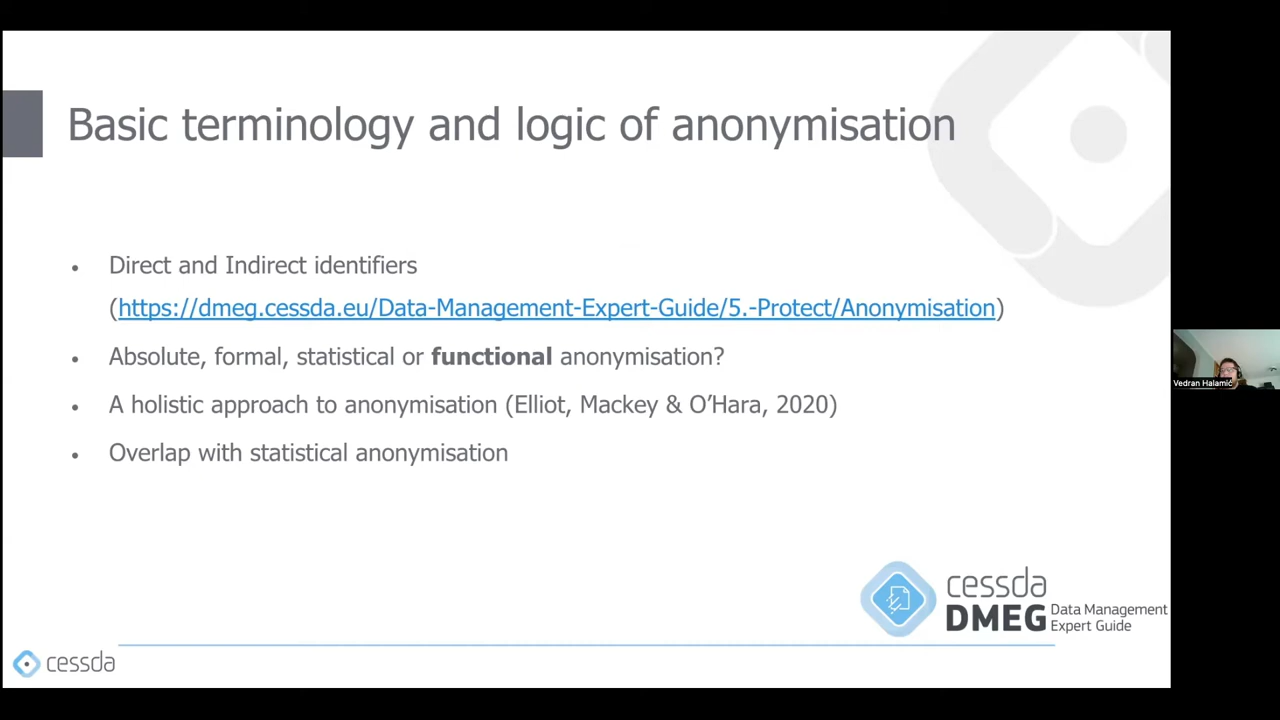 Basic terminology and logic of anonymisation
• Direct and Indirect identifiers
(https://dmeg.cessda.eu/Data-Management-Expert-Guide/5.-Protect/Anonymisation)
• Absolute, formal, statistical or functional anonymisation?
• A holistic approach to anonymisation (Elliot, Mackey & O’Hara, 2020)
• Overlap with statistical anonymisation
Vedran Halamić
cessda
DMEG Data Management
Expert Guide
cessda